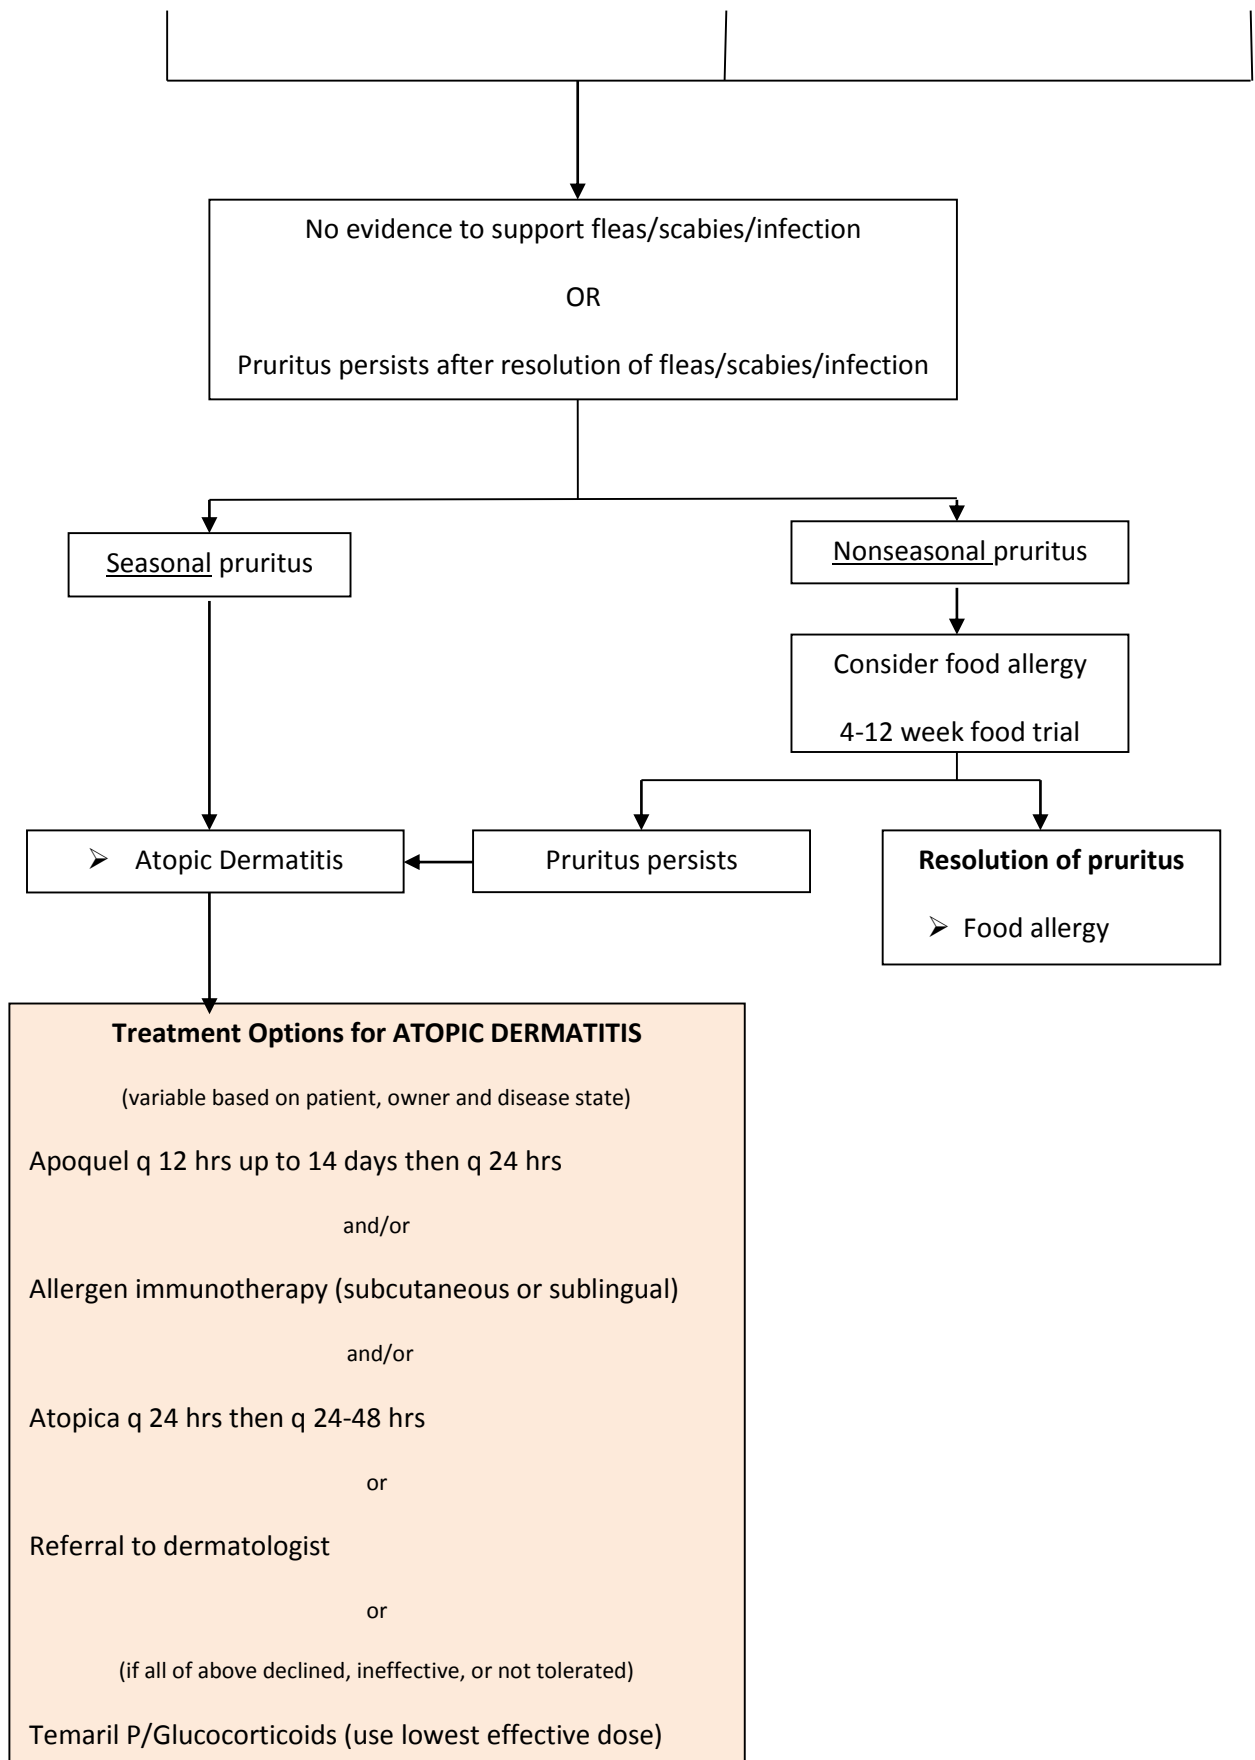 No evidence to support fleas/scabies/infection
OR
Pruritus persists after resolution of fleas/scabies/infection
Seasonal pruritus
Nonseasonal pruritus
Consider food allergy
4-12 week food trial
➢ Atopic Dermatitis
Pruritus persists
Resolution of pruritus
➢ Food allergy
Treatment Options for ATOPIC DERMATITIS
(variable based on patient, owner and disease state)
Apoquel q 12 hrs up to 14 days then q 24 hrs
and/or
Allergen immunotherapy (subcutaneous or sublingual)
and/or
Atopica q 24 hrs then q 24-48 hrs
or
Referral to dermatologist
or
(if all of above declined, ineffective, or not tolerated)
Temaril P/Glucocorticoids (use lowest effective dose)